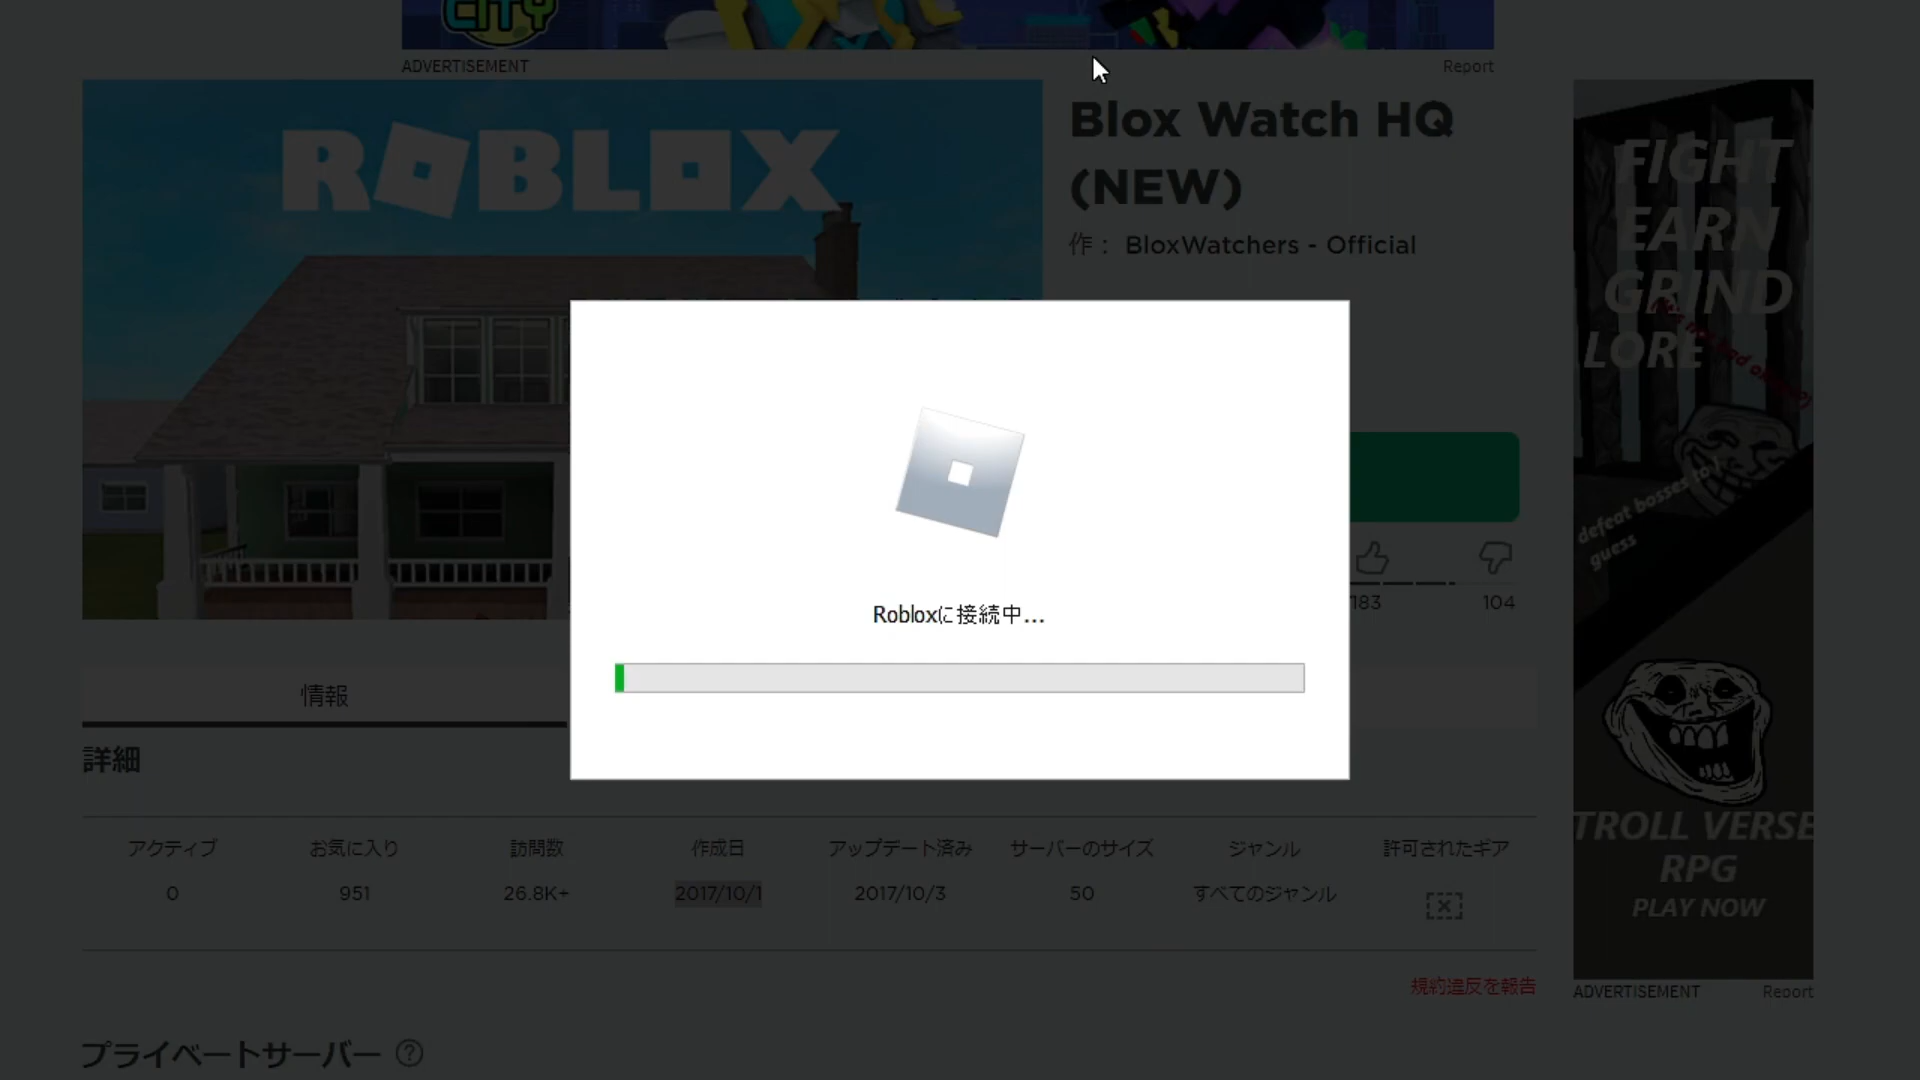 CITY
ADVERTISEMENT
Report
ROBLOX
Blox Watch HQ
(NEW)
作： BloxWatchers - Official
Robloxに接続中...
183
104
情報
詳細
アクティブ
お気に入り
訪問数
作成日
アップデート済み
サーバーのサイズ
ジャンル
許可されたギア
0
951
26.8K+
2017/10/1
2017/10/3
50
すべてのジャンル
規約違反を報告
プライベートサーバー
FIGHT
EARN
GRIND
LORE
defeat bosses to I
guess
TROLL VERSE
RPG
PLAY NOW
ADVERTISEMENT
Report